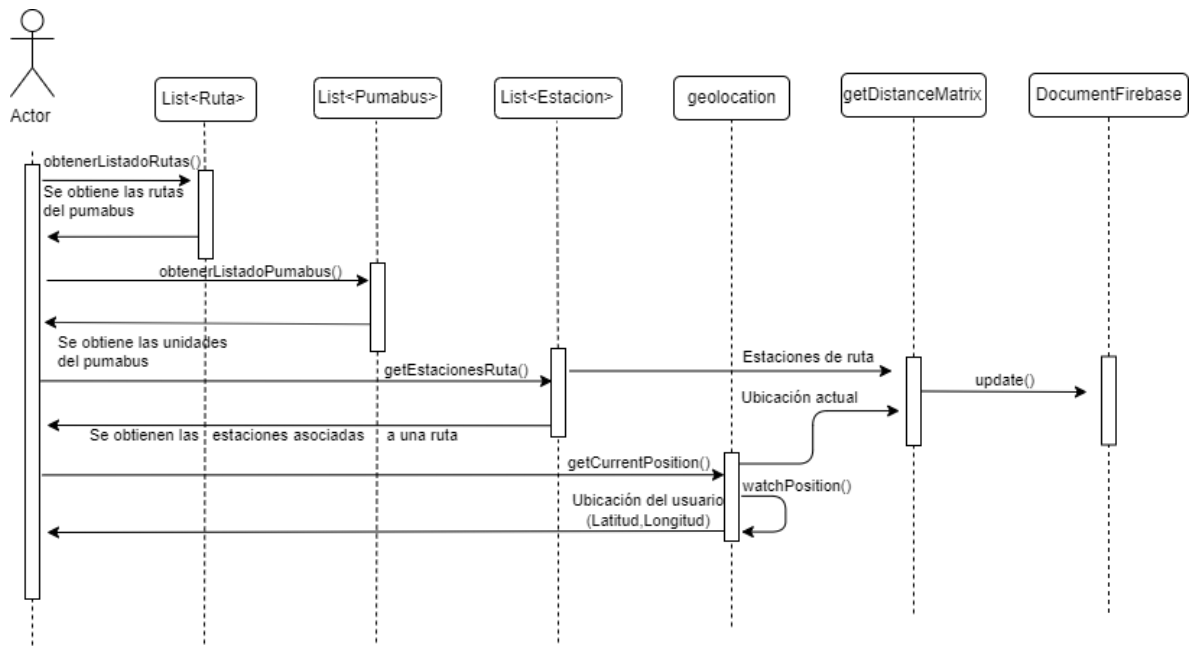 Actor
List<Ruta>
List<Pumabus>
List<Estacion>
geolocation
getDistanceMatrix
DocumentFirebase
obtenerListadoRutas()
Se obtiene las rutas
del pumabus
obtenerListadoPumabus()
Se obtiene las unidades
del pumabus
getEstacionesRuta()
Estaciones de ruta
update()
Ubicación actual
Se obtienen las estaciones asociadas a una ruta
getCurrentPosition()
watchPosition()
Ubicación del usuario
(Latitud,Longitud)